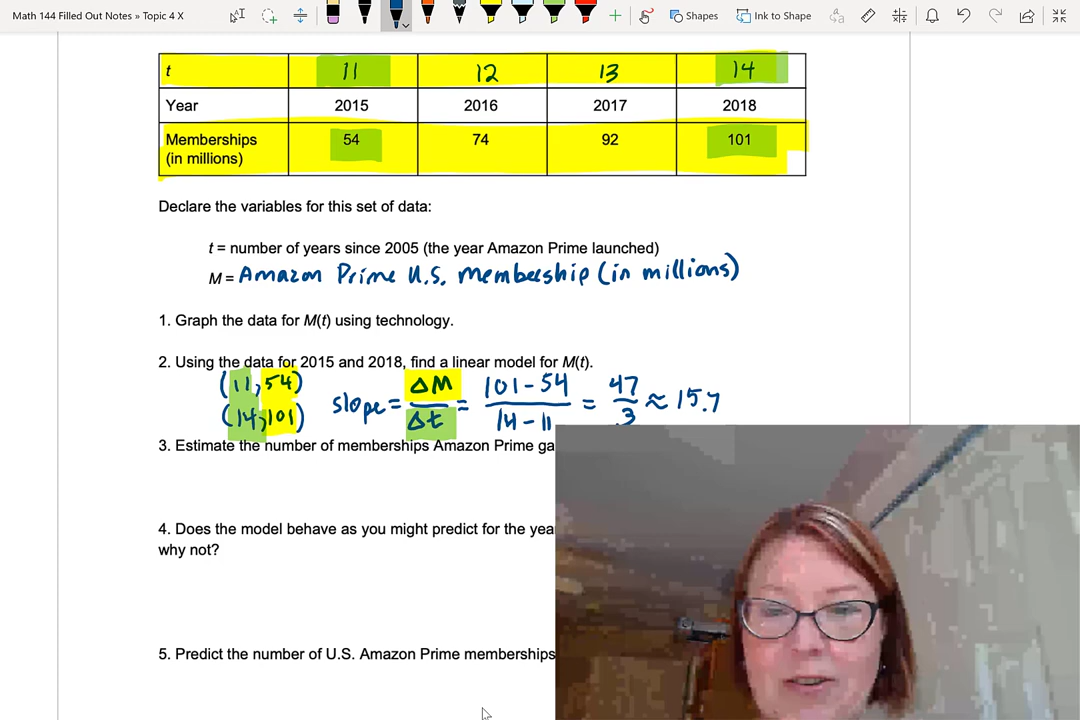 Math 144 Filled Out Notes » Topic 4 X
Shapes
Ink to Shape
t 11 12 13 14
Year 2015 2016 2017 2018
Memberships (in millions) 54 74 92 101
Declare the variables for this set of data:
t = number of years since 2005 (the year Amazon Prime launched)
M = Amazon Prime U.S. Membership (in millions)
1. Graph the data for M(t) using technology.
2. Using the data for 2015 and 2018, find a linear model for M(t).
(11, 54)
(14, 101)
slope = ΔM/Δt = 101-54/14-11 = 47/3 ≈ 15.7
3. Estimate the number of memberships Amazon Prime ga
4. Does the model behave as you might predict for the yea
why not?
5. Predict the number of U.S. Amazon Prime memberships